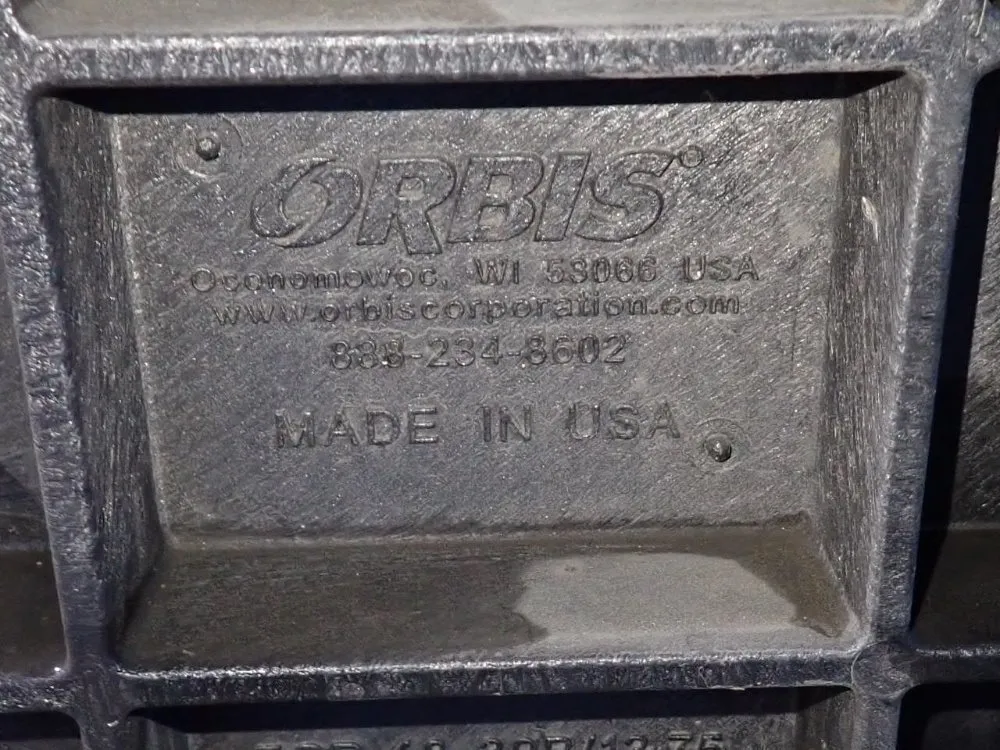 ORBIS®
Oconomowoc, WI 53066 USA
www.orbiscorporation.com
888-234-8602
MADE IN USA